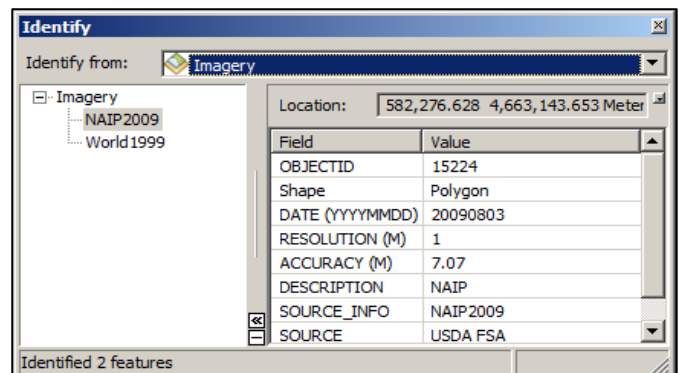 Identify
Identify from: Imagery
Imagery
NAIP2009
World1999
Location: 582,276.628 4,663,143.653 Meter
Field Value
OBJECTID 15224
Shape Polygon
DATE (YYYYMMDD) 20090803
RESOLUTION (M) 1
ACCURACY (M) 7.07
DESCRIPTION NAIP
SOURCE_INFO NAIP2009
SOURCE USDA FSA
Identified 2 features